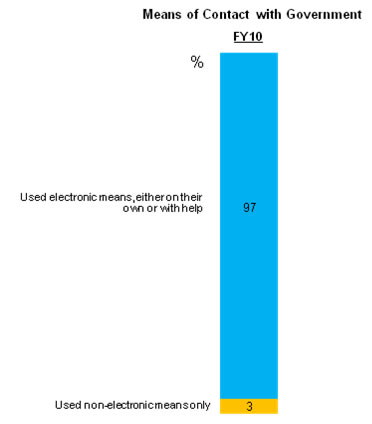 Means of Contact with Government
FY10
%
Used electronic means, either on their
own or with help
97
Used non-electronic means only
3